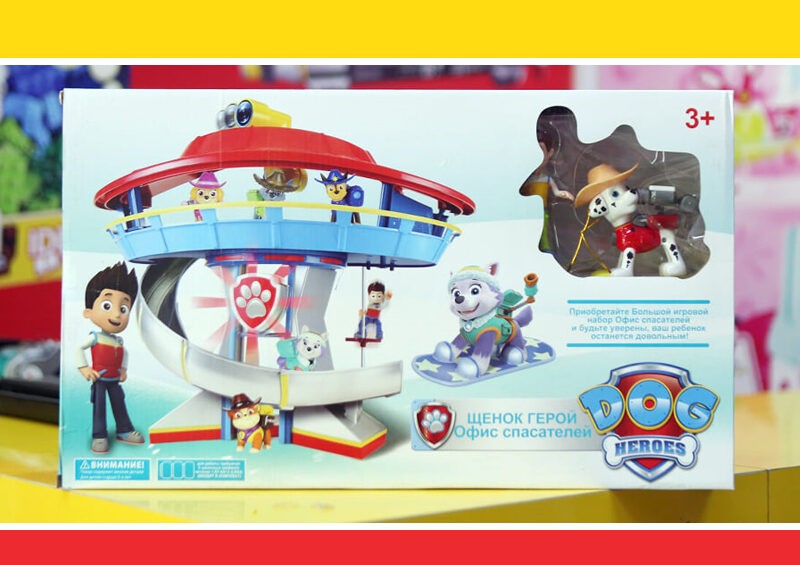 3+
Приобретайте Большой игровой
набор Офис спасателей
и будьте уверены, ваш ребенок
останется довольным!
DOG
HEROES
ЩЕНОК ГЕРОЙ
Офис спасателей
ВНИМАНИЕ!